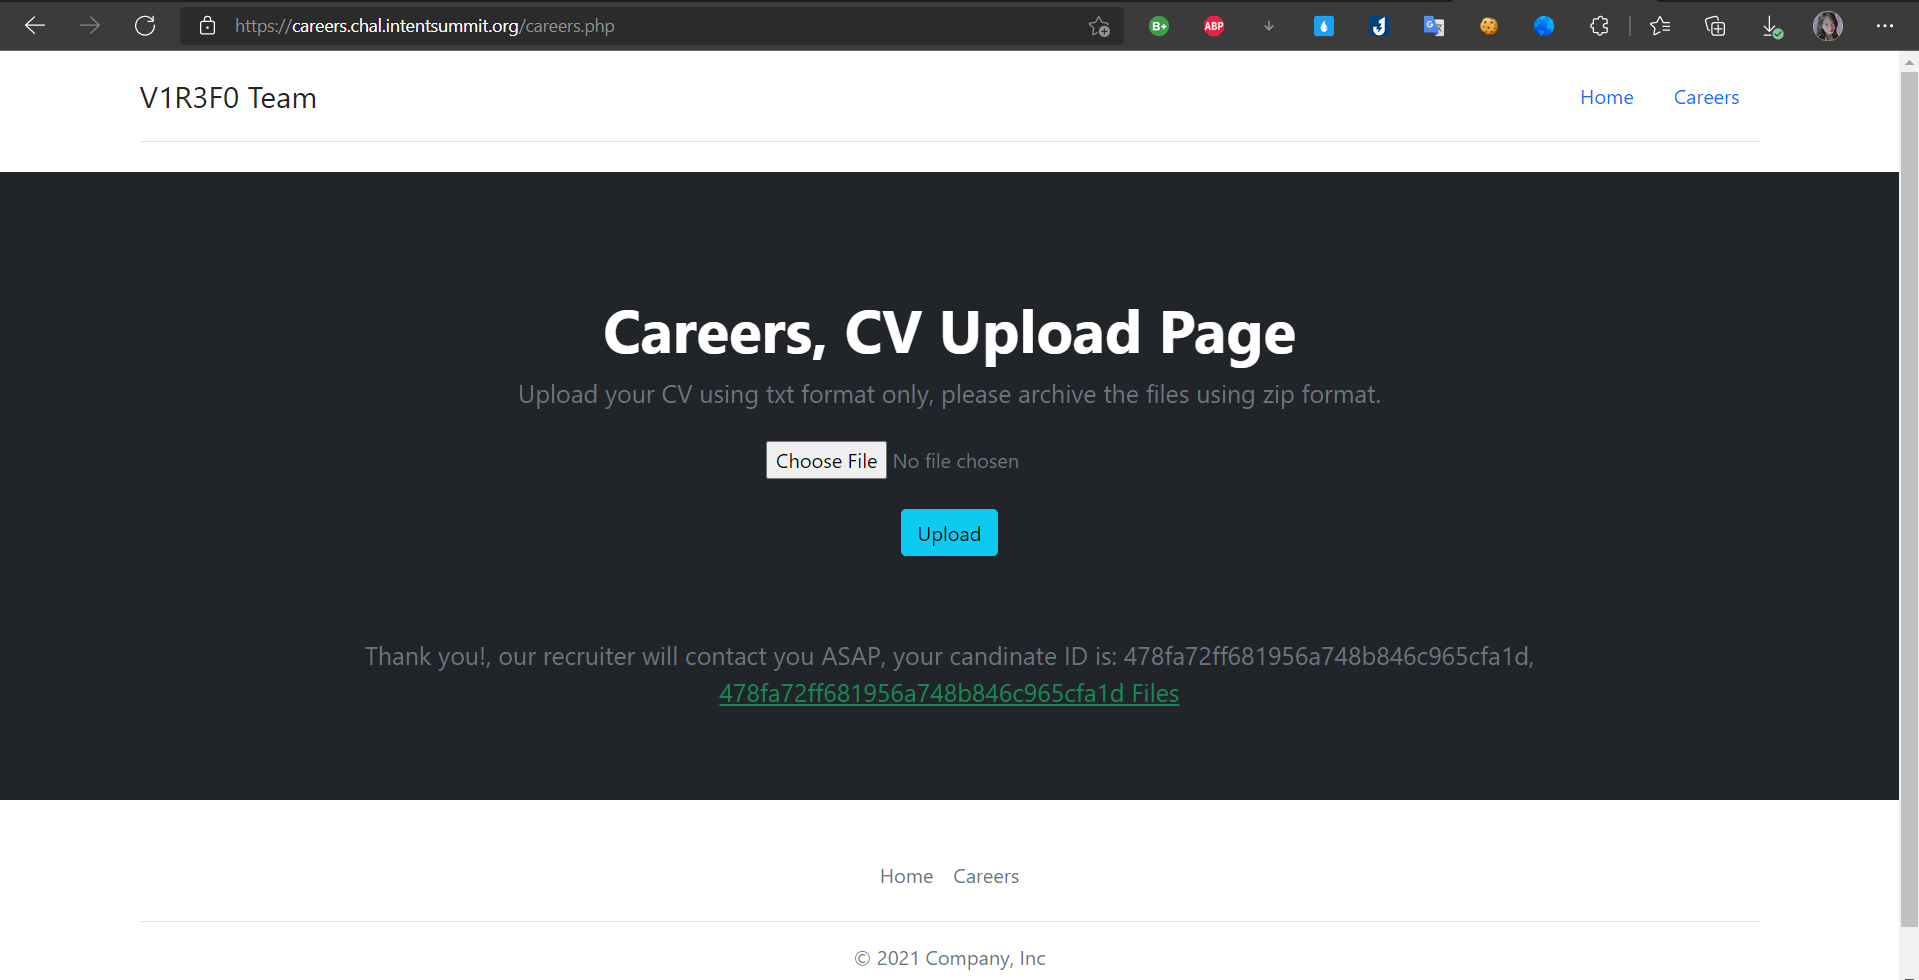 https://careers.chal.intentsummit.org/careers.php
B+
ABP
V1R3F0 Team
Home
Careers
Careers, CV Upload Page
Upload your CV using txt format only, please archive the files using zip format.
Choose File No file chosen
Upload
Thank you!, our recruiter will contact you ASAP, your candinate ID is: 478fa72ff681956a748b846c965cfa1d,
478fa72ff681956a748b846c965cfa1d Files
Home Careers
© 2021 Company, Inc